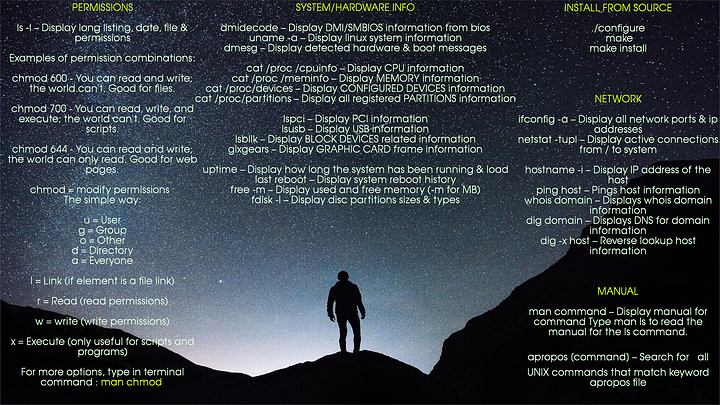 PERMISSIONS
ls -l – Display long listing, date, file &
permissions
Examples of permission combinations:
chmod 600 - You can read and write;
the world can't. Good for files.
chmod 700 - You can read, write, and
execute; the world can't. Good for
scripts.
chmod 644 - You can read and write;
the world can only read. Good for web
pages.
chmod = modify permissions
The simple way:
u = User
g = Group
o = Other
d = Directory
a = Everyone
l = Link (if element is a file link)
r = Read (read permissions)
w = write (write permissions)
x = Execute (only useful for scripts and
programs)
For more options, type in terminal
command : man chmod
SYSTEM/HARDWARE INFO
dmidecode – Display DMI/SMBIOS information from bios
uname -a – Display linux system information
dmesg – Display detected hardware & boot messages
cat /proc /cpuinfo – Display CPU information
cat /proc /meminfo – Display MEMORY information
cat /proc/devices – Display CONFIGURED DEVICES information
cat /proc/partitions – Display all registered PARTITIONS information
lspci – Display PCI information
lsusb – Display USB information
lsblk – Display BLOCK DEVICES related information
glxgears – Display GRAPHIC CARD frame information
uptime – Display how long the system has been running & load
last reboot – Display system reboot history
free -m – Display used and free memory (-m for MB)
fdisk -l – Display disc partitions sizes & types
INSTALL FROM SOURCE
./configure
make
make install
NETWORK
ifconfig -a – Display all network ports & ip
addresses
netstat -tupl – Display active connections
from / to system
hostname -i – Display IP address of the
host
ping host – Pings host information
whois domain – Displays whois domain
information
dig domain – Displays DNS for domain
information
dig -x host – Reverse lookup host
information
MANUAL
man command – Display manual for
command Type man ls to read the
manual for the ls command.
apropos [command] – Search for all
UNIX commands that match keyword
apropos file